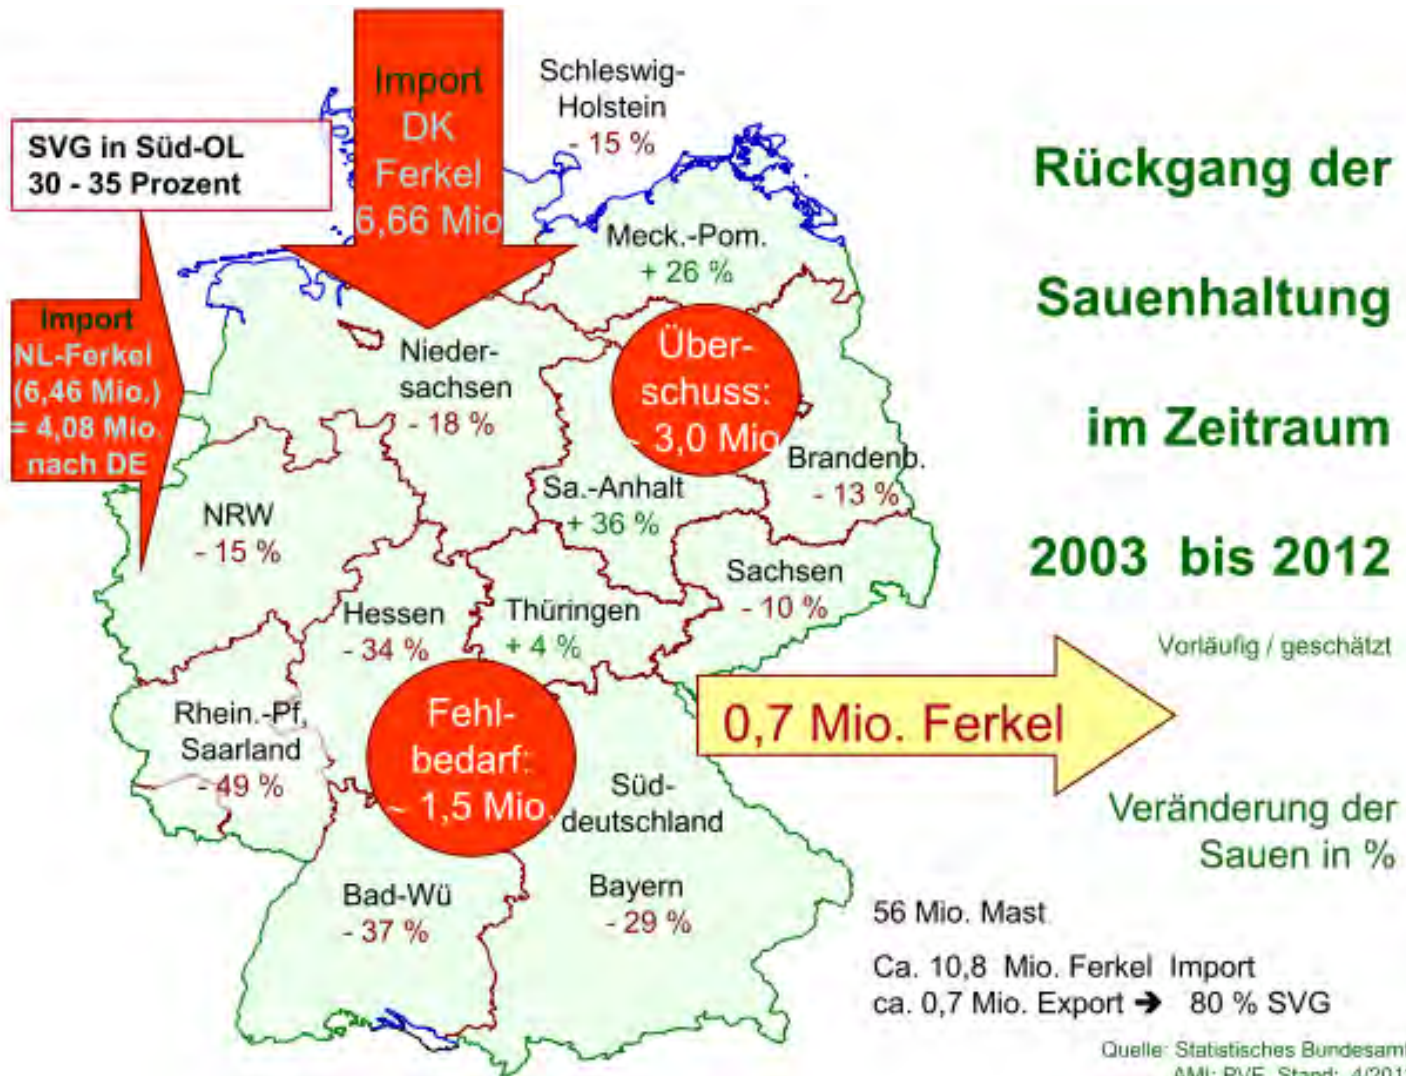 Rückgang der
Sauenhaltung
im Zeitraum
2003 bis 2012
Vorläufig / geschätzt
Import
DK
Ferkel
6,66 Mio
SVG in Süd-OL
30 - 35 Prozent
Import
NL-Ferkel
(6,46 Mio.)
= 4,08 Mio.
nach DE
Schleswig-
Holstein
- 15 %
Meck.-Pom.
+ 26 %
Nieder-
sachsen
- 18 %
Über-
schuss:
~ 3,0 Mio
Brandenb.
- 13 %
Sa.-Anhalt
+ 36 %
NRW
- 15 %
Sachsen
- 10 %
Hessen
- 34 %
Thüringen
+ 4 %
Rhein.-Pf,
Saarland
- 49 %
Fehl-
bedarf:
~ 1,5 Mio.
0,7 Mio. Ferkel
Süd-
deutschland
Bad-Wü
- 37 %
Bayern
- 29 %
Veränderung der
Sauen in %
56 Mio. Mast
Ca. 10,8 Mio. Ferkel Import
ca. 0,7 Mio. Export ➔ 80 % SVG
Quelle: Statistisches Bundesamt
Stand: